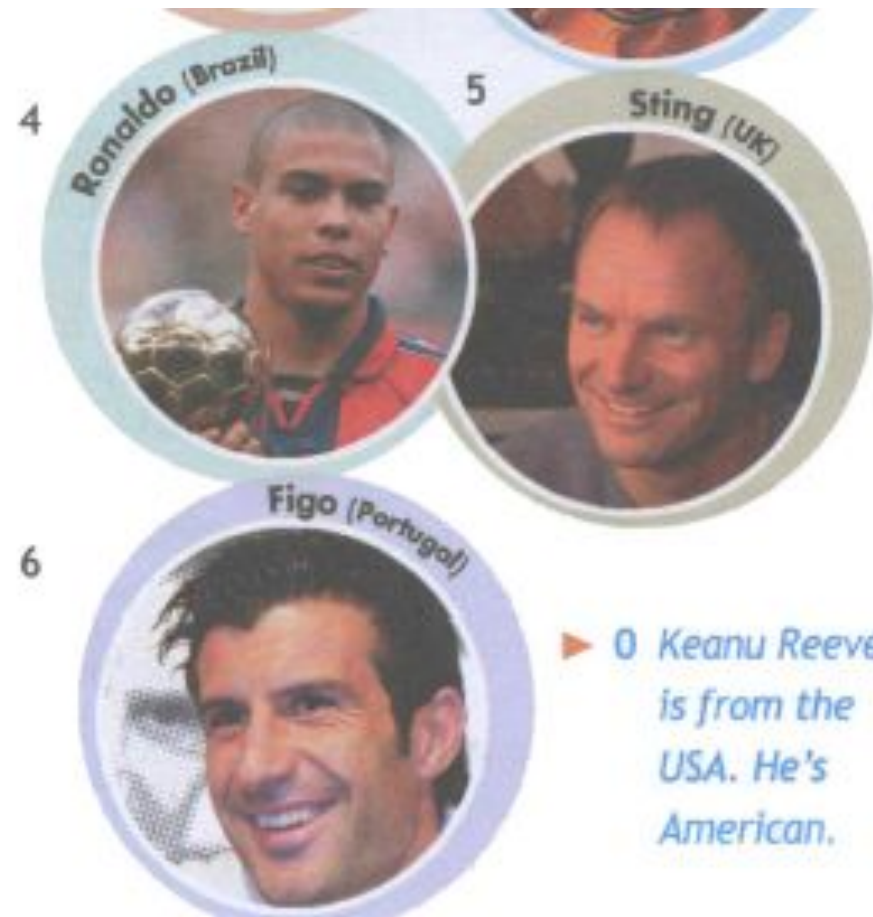 4
Ronaldo (Brazil)
5
Sting (UK)
6
Figo (Portugal)
0 Keanu Reeve
is from the
USA. He's
American.